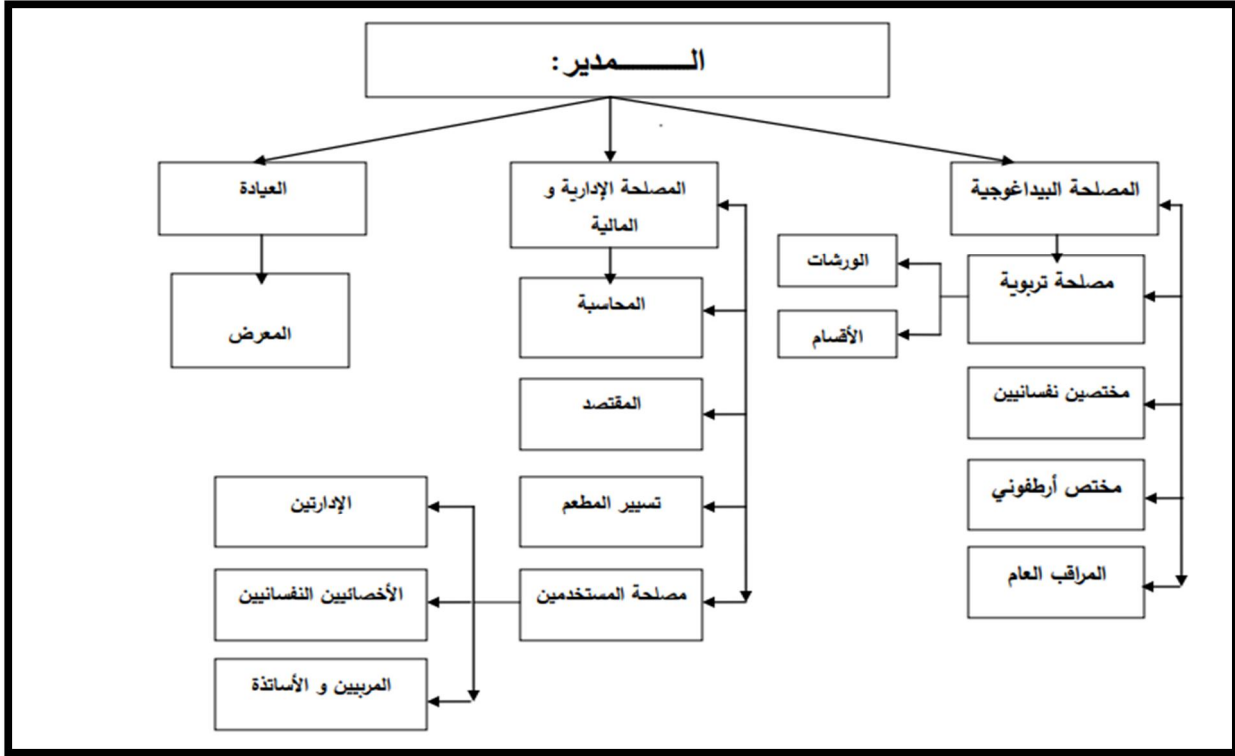 الـــــــــمدير :
المصلحة البيداغوجية
المصلحة الإدارية و
المالية
العيادة
مصلحة تربوية
الورشات
الأقسام
مختصين نفسانيين
مختص أرطفوني
المراقب العام
المحاسبة
المقتصد
تسيير المطعم
مصلحة المستخدمين
الإدارتين
الأخصائيين النفسانيين
المربيين و الأساتذة
المعرض